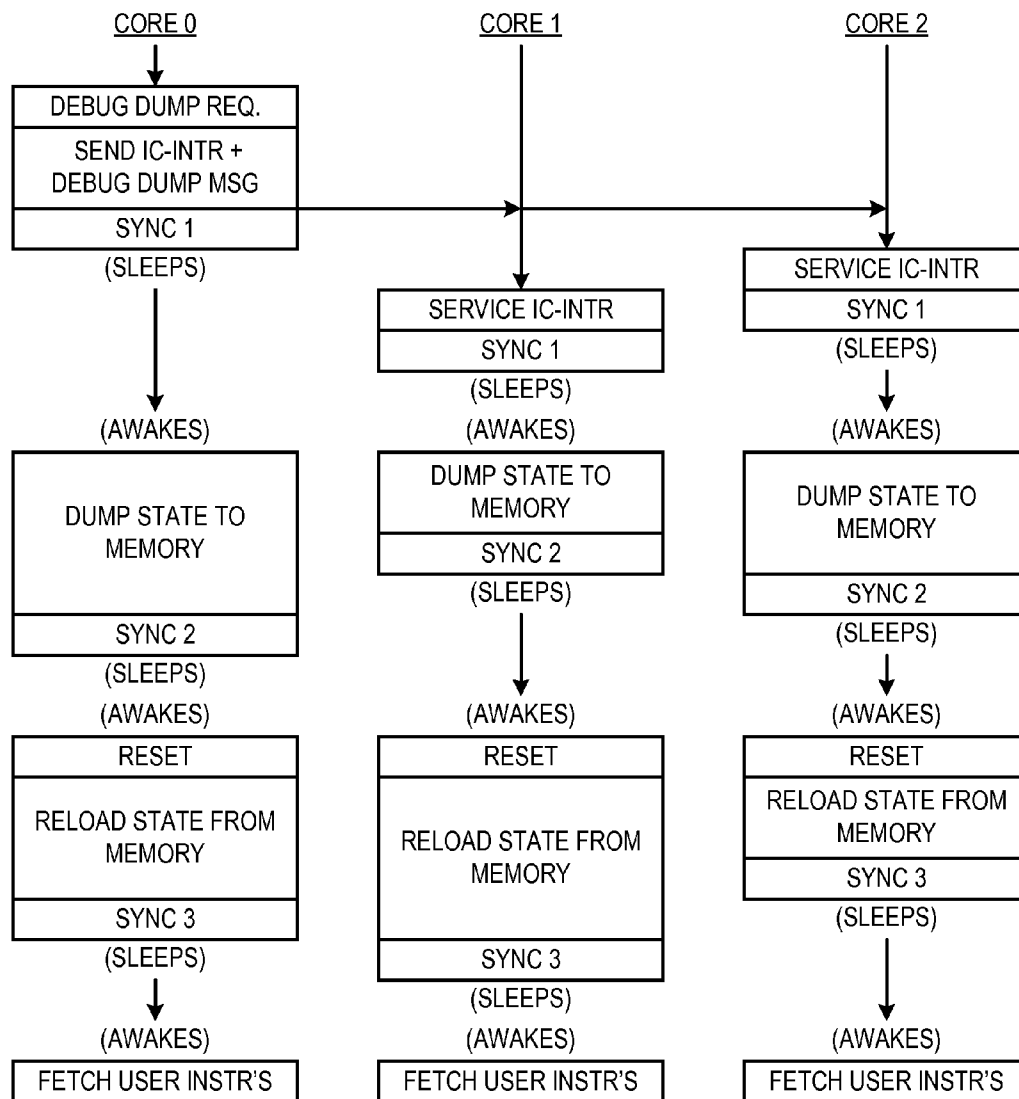 CORE 0
DEBUG DUMP REQ.
SEND IC-INTR +
DEBUG DUMP MSG
SYNC 1
(SLEEPS)
(AWAKES)
DUMP STATE TO
MEMORY
SYNC 2
(SLEEPS)
(AWAKES)
RESET
RELOAD STATE FROM
MEMORY
SYNC 3
(SLEEPS)
(AWAKES)
FETCH USER INSTR'S
CORE 1
SERVICE IC-INTR
SYNC 1
(SLEEPS)
(AWAKES)
DUMP STATE TO
MEMORY
SYNC 2
(SLEEPS)
(AWAKES)
RESET
RELOAD STATE FROM
MEMORY
SYNC 3
(SLEEPS)
(AWAKES)
FETCH USER INSTR'S
CORE 2
SERVICE IC-INTR
SYNC 1
(SLEEPS)
(AWAKES)
DUMP STATE TO
MEMORY
SYNC 2
(SLEEPS)
(AWAKES)
RESET
RELOAD STATE FROM
MEMORY
SYNC 3
(SLEEPS)
(AWAKES)
FETCH USER INSTR'S